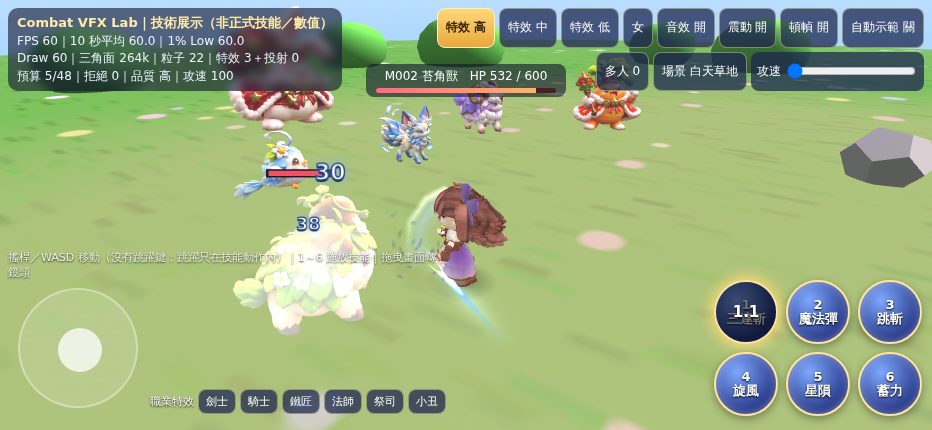 Combat VFX Lab｜技術展示（非正式技能／數值）
FPS 60｜10 秒平均 60.0｜1% Low 60.0
Draw 60｜三角面 264k｜粒子 22｜特效 3＋投射 0
預算 5/48｜拒絕 0｜品質 高｜攻速 100
特效 高
特效 中
特效 低
女
音效 開
震動 開
頓幀 開
自動示範 關
M002 苔角獸 HP 532 / 600
多人 0
場景 白天草地
攻速
30
38
搖桿／WASD 移動（沒有跳躍鍵；跳躍只在技能動作內）｜1～6 施放技能｜拖曳畫面轉
鏡頭
1
1.1
三連斬
2
魔法彈
3
跳斬
4
旋風
5
星隕
6
蓄力
職業特效
劍士
騎士
鐵匠
法師
祭司
小丑